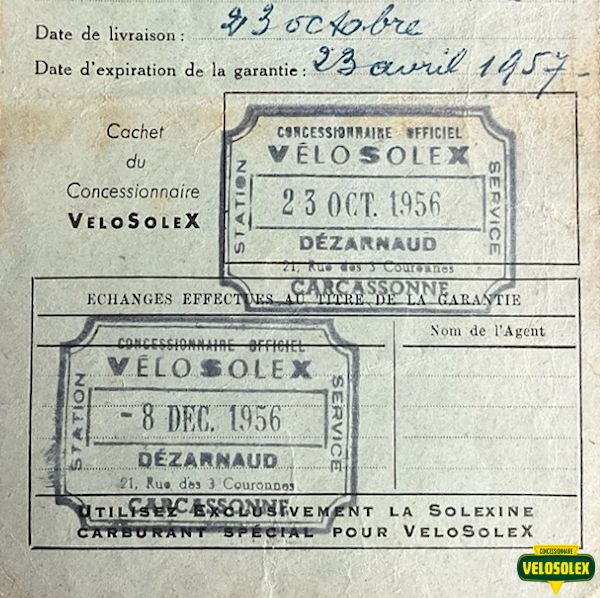 Date de livraison : 23 octobre
Date d'expiration de la garantie : 23 avril 1957-
Cachet
du
Concessionnaire
VELOSOLEX
CONCESSIONNAIRE OFFICIEL
VÉLOSOLEX
STATION
23 OCT. 1956
SERVICE
DÉZARNAUD
21, Rue des 3 Couronnes
CARCASSONNE
ECHANGES EFFECTUES AU TITRE DE LA GARANTIE
Nom de l'Agent
CONCESSIONNAIRE OFFICIEL
VÉLOSOLEX
STATION
-8 DEC. 1956
SERVICE
DÉZARNAUD
21, Rue des 3 Couronnes
CARCASSONNE
UTILISEZ EXCLUSIVEMENT LA SOLEXINE
CARBURANT SPÉCIAL POUR VELOSOLEX
CONCESSIONNAIRE
VELOSOLEX